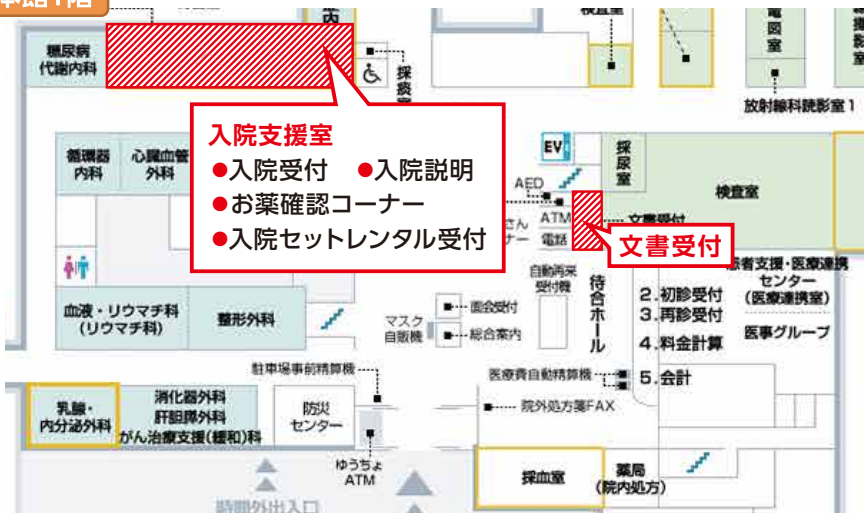 糖尿病
代謝内科
採痰室
検査室
放射線科読影室1
入院支援室
●入院受付 ●入院説明
●お薬確認コーナー
●入院セットレンタル受付
循環器
内科
心臓血管
外科
EV
採尿室
検査室
AED
ATM
電話
文書受付
文書受付
患者支援・医療連携
センター
(医療連携室)
自動再来
受付機
待合ホール
2.初診受付
3.再診受付
4.料金計算
5.会計
医事グループ
血液・リウマチ科
(リウマチ科)
整形外科
マスク
自販機
面会受付
総合案内
駐車場事前精算機
医療費自動精算機
院外処方薬FAX
乳腺・
内分泌外科
消化器外科
肝胆膵外科
がん治療支援(緩和)科
防災
センター
ゆうちょ
ATM
採血室
薬局
(院内処方)
時間外出入口